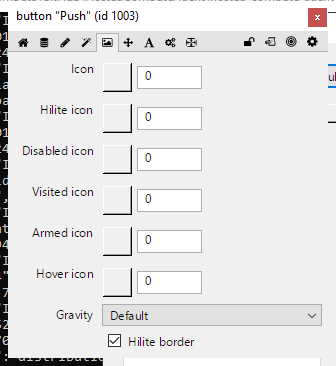 button "Push" (id 1003)
Icon 0
Hilite icon 0
Disabled icon 0
Visited icon 0
Armed icon 0
Hover icon 0
Gravity Default
Hilite border